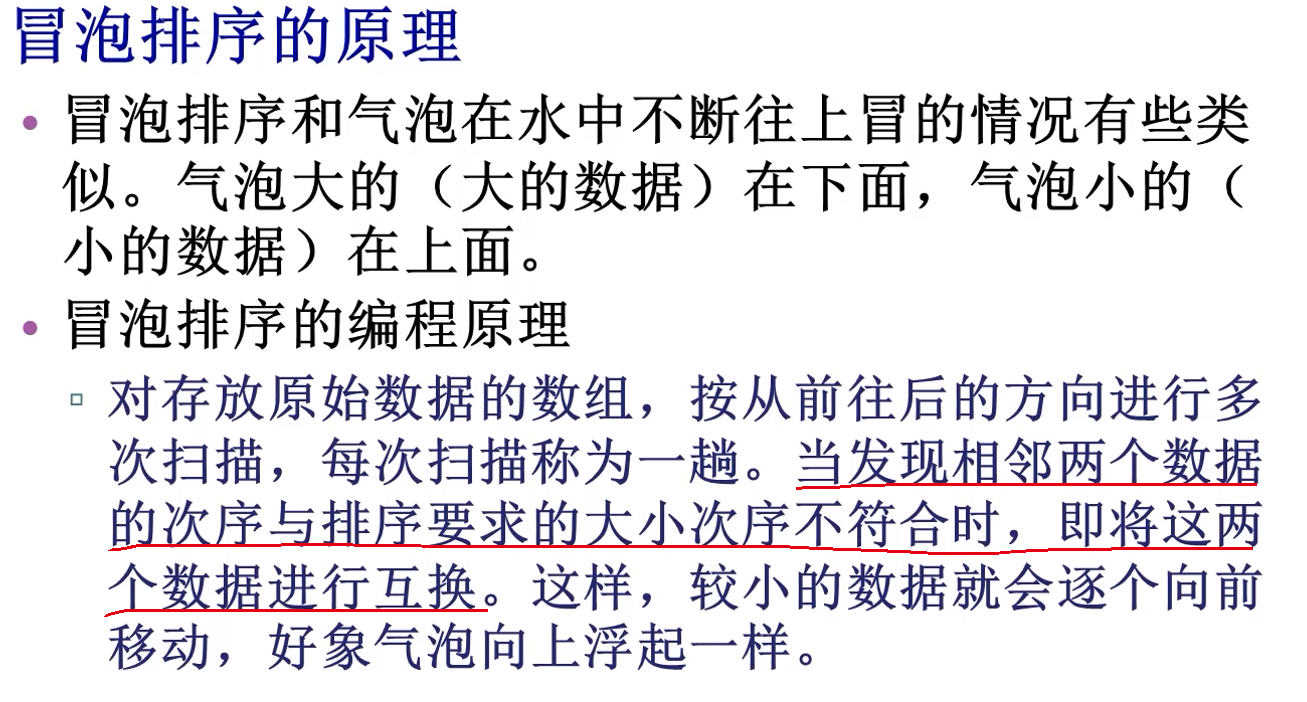 冒泡排序的原理
冒泡排序和气泡在水中不断往上冒的情况有些类
似。气泡大的（大的数据）在下面，气泡小的（
小的数据）在上面。
冒泡排序的编程原理
对存放原始数据的数组，按从前往后的方向进行多
次扫描，每次扫描称为一趟。当发现相邻两个数据
的次序与排序要求的大小次序不符合时，即将这两
个数据进行互换。这样，较小的数据就会逐个向前
移动，好象气泡向上浮起一样。